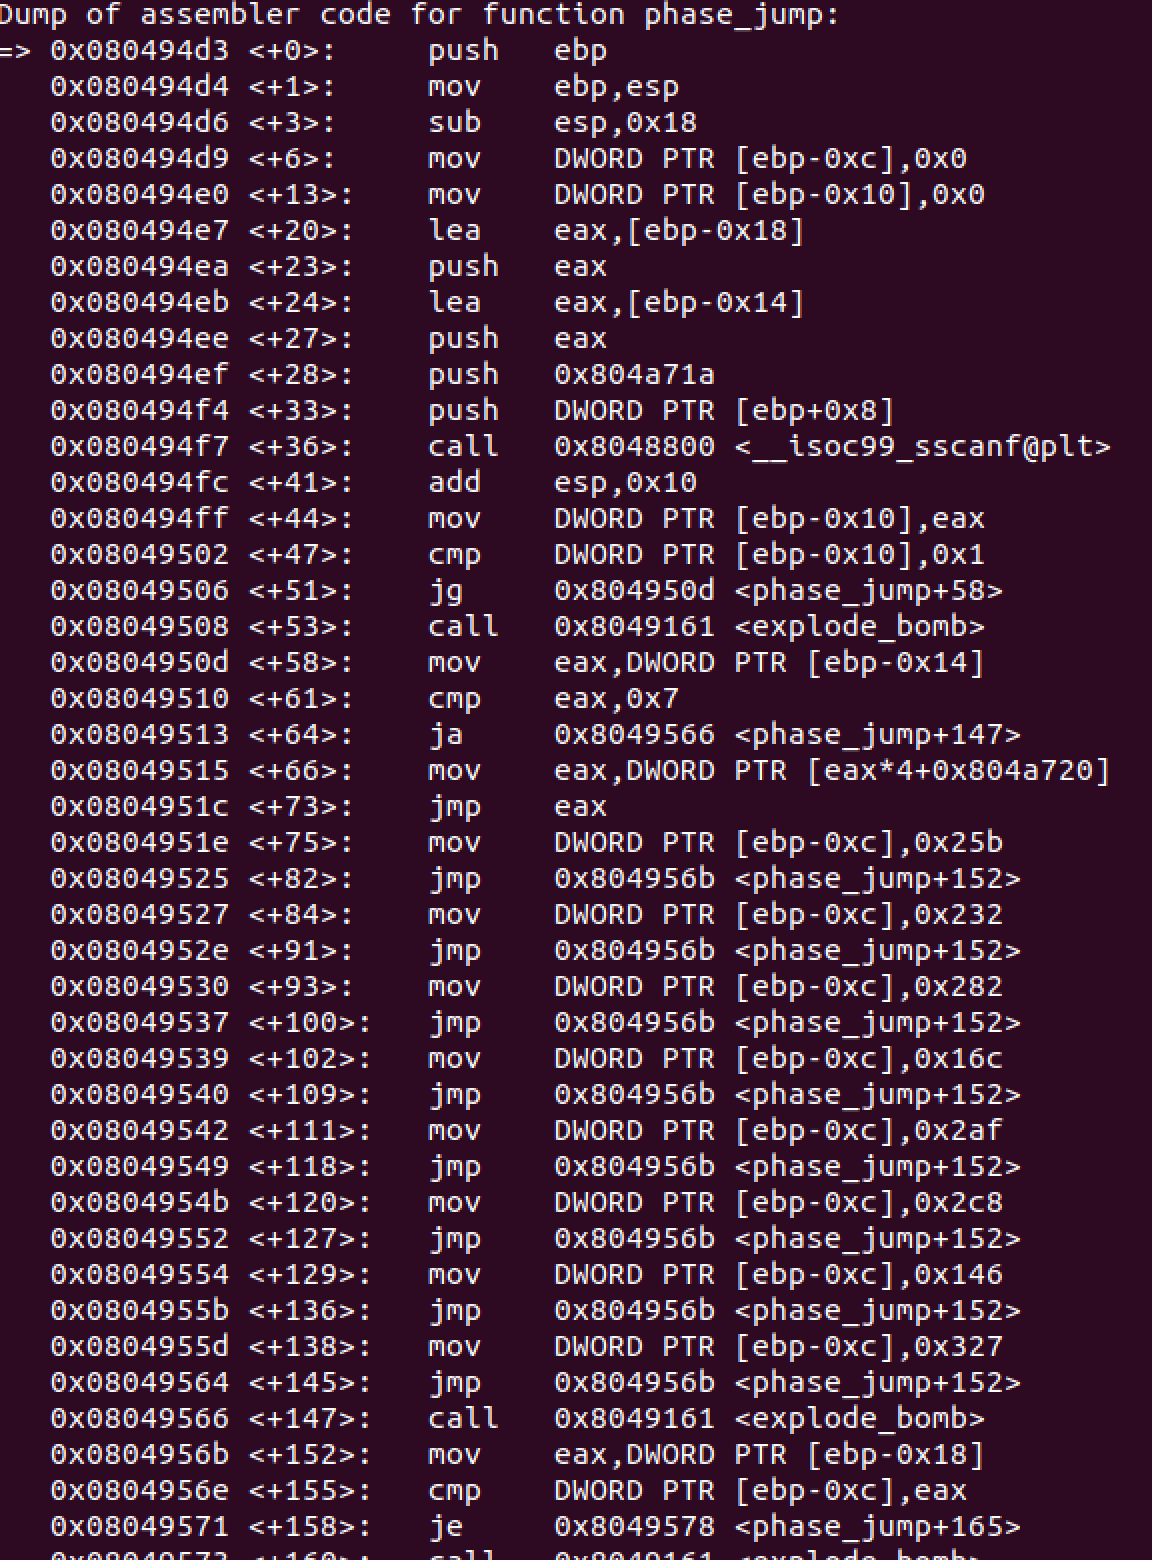 Dump of assembler code for function phase_jump:
=> 0x080494d3 <+0>: push ebp
0x080494d4 <+1>: mov ebp,esp
0x080494d6 <+3>: sub esp,0x18
0x080494d9 <+6>: mov DWORD PTR [ebp-0xc],0x0
0x080494e0 <+13>: mov DWORD PTR [ebp-0x10],0x0
0x080494e7 <+20>: lea eax,[ebp-0x18]
0x080494ea <+23>: push eax
0x080494eb <+24>: lea eax,[ebp-0x14]
0x080494ee <+27>: push eax
0x080494ef <+28>: push 0x804a71a
0x080494f4 <+33>: push DWORD PTR [ebp+0x8]
0x080494f7 <+36>: call 0x8048800 <__isoc99_sscanf@plt>
0x080494fc <+41>: add esp,0x10
0x080494ff <+44>: mov DWORD PTR [ebp-0x10],eax
0x08049502 <+47>: cmp DWORD PTR [ebp-0x10],0x1
0x08049506 <+51>: jg 0x804950d <phase_jump+58>
0x08049508 <+53>: call 0x8049161 <explode_bomb>
0x0804950d <+58>: mov eax,DWORD PTR [ebp-0x14]
0x08049510 <+61>: cmp eax,0x7
0x08049513 <+64>: ja 0x8049566 <phase_jump+147>
0x08049515 <+66>: mov eax,DWORD PTR [eax*4+0x804a720]
0x0804951c <+73>: jmp eax
0x0804951e <+75>: mov DWORD PTR [ebp-0xc],0x25b
0x08049525 <+82>: jmp 0x804956b <phase_jump+152>
0x08049527 <+84>: mov DWORD PTR [ebp-0xc],0x232
0x0804952e <+91>: jmp 0x804956b <phase_jump+152>
0x08049530 <+93>: mov DWORD PTR [ebp-0xc],0x282
0x08049537 <+100>: jmp 0x804956b <phase_jump+152>
0x08049539 <+102>: mov DWORD PTR [ebp-0xc],0x16c
0x08049540 <+109>: jmp 0x804956b <phase_jump+152>
0x08049542 <+111>: mov DWORD PTR [ebp-0xc],0x2af
0x08049549 <+118>: jmp 0x804956b <phase_jump+152>
0x0804954b <+120>: mov DWORD PTR [ebp-0xc],0x2c8
0x08049552 <+127>: jmp 0x804956b <phase_jump+152>
0x08049554 <+129>: mov DWORD PTR [ebp-0xc],0x146
0x0804955b <+136>: jmp 0x804956b <phase_jump+152>
0x0804955d <+138>: mov DWORD PTR [ebp-0xc],0x327
0x08049564 <+145>: jmp 0x804956b <phase_jump+152>
0x08049566 <+147>: call 0x8049161 <explode_bomb>
0x0804956b <+152>: mov eax,DWORD PTR [ebp-0x18]
0x0804956e <+155>: cmp DWORD PTR [ebp-0xc],eax
0x08049571 <+158>: je 0x8049578 <phase_jump+165>
0x08049573 <+160>: call 0x8049161 <explode_bomb>